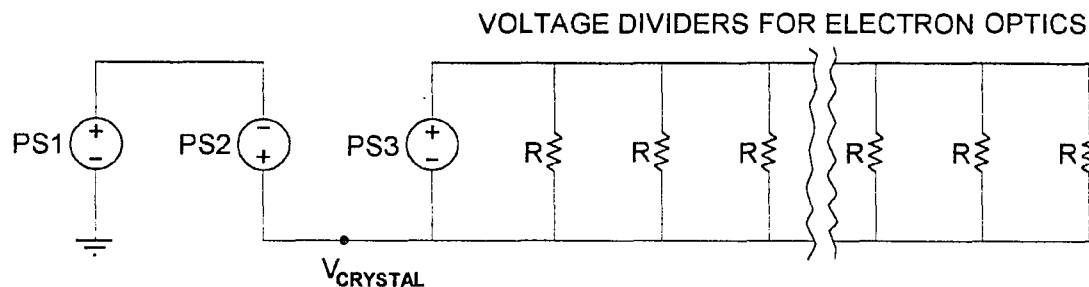 VOLTAGE DIVIDERS FOR ELECTRON OPTICS
PS1 + - PS2 - + PS3 + - R R R R R R
VCRYSTAL